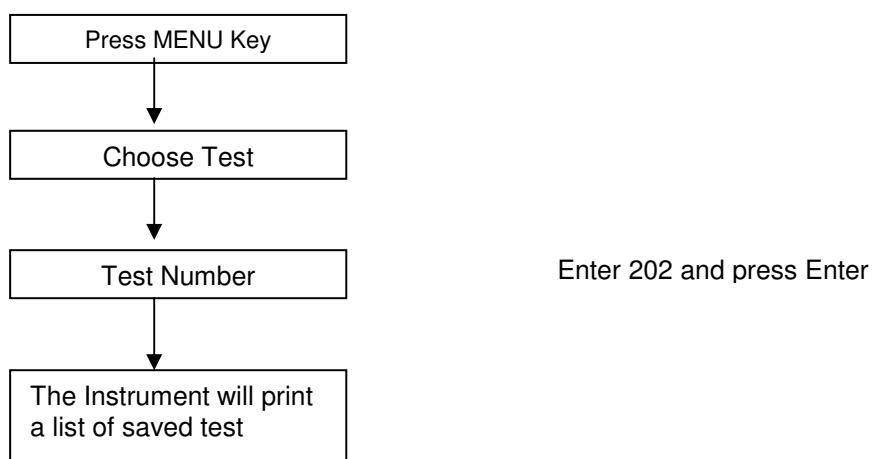 Press MENU Key
Choose Test
Test Number
Enter 202 and press Enter
The Instrument will print
a list of saved test